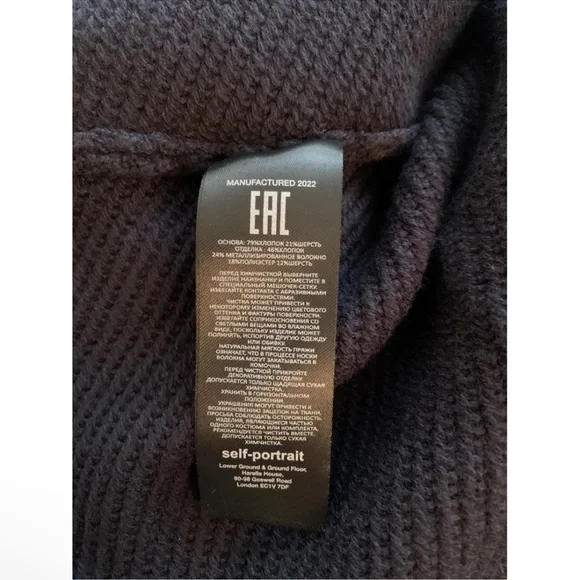 MANUFACTURED 2022
EAC
ОСНОВА: 79%ХЛОПОК 21%ШЕРСТЬ
ОТДЕЛКА : 46%ХЛОПОК
24% МЕТАЛЛИЗИРОВАННОЕ ВОЛОКНО
18%ПОЛИЭСТЕР 12%ШЕРСТЬ
ПЕРЕД ХИМЧИСТКОЙ ВЫВЕРНИТЕ
ИЗДЕЛИЕ НАИЗНАНКУ И ПОМЕСТИТЕ В
СПЕЦИАЛЬНЫЙ МЕШОЧЕК-СЕТКУ.
ИЗБЕГАЙТЕ КОНТАКТА С АБРАЗИВНЫМИ
ПОВЕРХНОСТЯМИ.
ЧИСТКА МОЖЕТ ПРИВЕСТИ К
НЕКОТОРОМУ ИЗМЕНЕНИЮ ЦВЕТОВОГО
ОТТЕНКА И ФАКТУРЫ ПОВЕРХНОСТИ.
ИЗБЕГАЙТЕ СОПРИКОСНОВЕНИЯ СО
СВЕТЛЫМИ ВЕЩАМИ ВО ВЛАЖНОМ
ВИДЕ, ПОСКОЛЬКУ ИЗДЕЛИЕ МОЖЕТ
ПОЛИНЯТЬ, ИСПОРТИВ ДРУГУЮ ОДЕЖДУ
ИЛИ ОБИВКУ.
НАТУРАЛЬНАЯ МЯГКОСТЬ ПРЯЖИ
ОЗНАЧАЕТ, ЧТО В ПРОЦЕССЕ НОСКИ
ВОЛОКНА МОГУТ ЗАКАТЫВАТЬСЯ В
КОМОЧКИ.
ПЕРЕД ЧИСТКОЙ ПРИКРОЙТЕ
ДЕКОРАТИВНУЮ ОТДЕЛКУ
ДОПУСКАЕТСЯ ТОЛЬКО ЩАДЯЩАЯ СУХАЯ
ХИМЧИСТКА.
ХРАНИТЬ В ГОРИЗОНТАЛЬНОМ
ПОЛОЖЕНИИ.
УКРАШЕНИЕ МОГУТ ПРИВЕСТИ К
ВОЗНИКНОВЕНИЮ ЗАЦЕПОК НА ТКАНИ,
ПРОСЬБА СОБЛЮДАТЬ ОСТОРОЖНОСТЬ.
ИЗДЕЛИЯ, ЯВЛЯЮЩИЕСЯ ЧАСТЬЮ
ОДНОГО КОСТЮМА ИЛИ КОМПЛЕКТА,
РЕКОМЕНДУЕТСЯ ЧИСТИТЬ ВМЕСТЕ.
ДОПУСКАЕТСЯ ТОЛЬКО СУХАЯ
ХИМЧИСТКА.
self-portrait
Lower Ground & Ground Floor,
Harella House,
90-98 Goswell Road
London EC1V 7DF